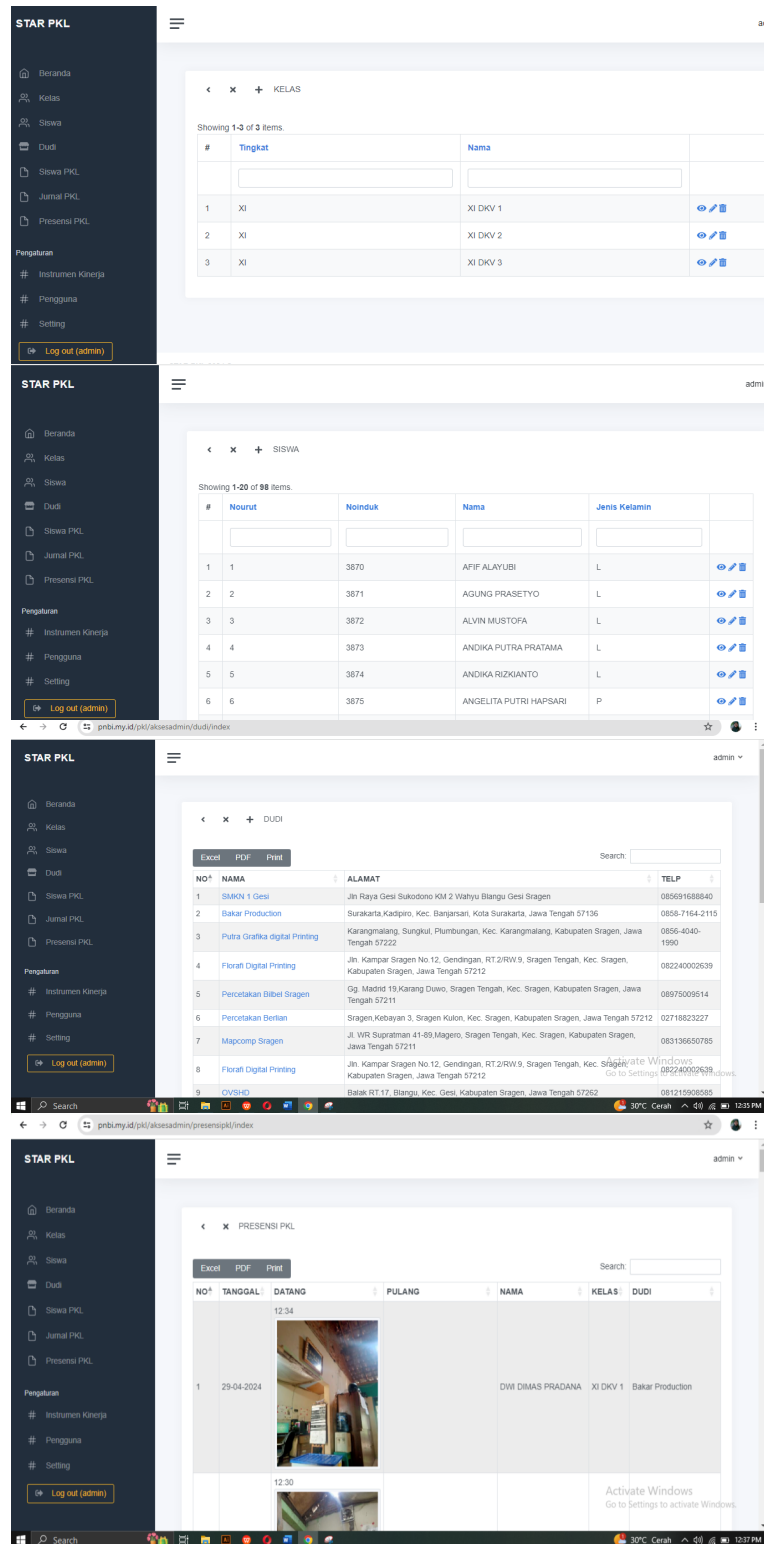 STAR PKL
Beranda
Kelas
Siswa
Dudi
Siswa PKL
Jurnal PKL
Presensi PKL
Pengaturan
# Instrumen Kinerja
# Pengguna
# Setting
Log out (admin)
KELAS
Showing 1-3 of 3 items.
# Tingkat Nama
1 XI XI DKV 1
2 XI XI DKV 2
3 XI XI DKV 3
STAR PKL
admi
Beranda
Kelas
Siswa
Dudi
Siswa PKL
Jurnal PKL
Presensi PKL
Pengaturan
# Instrumen Kinerja
# Pengguna
# Setting
Log out (admin)
SISWA
Showing 1-20 of 98 items.
# Nourut Noinduk Nama Jenis Kelamin
1 1 3870 AFIF ALAYUBI L
2 2 3871 AGUNG PRASETYO L
3 3 3872 ALVIN MUSTOFA L
4 4 3873 ANDIKA PUTRA PRATAMA L
5 5 3874 ANDIKA RIZKIANTO L
6 6 3875 ANGELITA PUTRI HAPSARI P
pnbi.my.id/pkl/aksesadmin/dudi/index
STAR PKL
admin
Beranda
Kelas
Siswa
Dudi
Siswa PKL
Jurnal PKL
Presensi PKL
Pengaturan
# Instrumen Kinerja
# Pengguna
# Setting
Log out (admin)
DUDI
Excel PDF Print Search:
NO NAMA ALAMAT TELP
1 SMKN 1 Gesi Jln Raya Gesi Sukodono KM 2 Wahyu Blangu Gesi Sragen 085691688840
2 Bakar Production Surakarta,Kadipiro, Kec. Banjarsari, Kota Surakarta, Jawa Tengah 57136 0858-7164-2115
3 Putra Grafika digital Printing Karangmalang, Sungkul, Plumbungan, Kec. Karangmalang, Kabupaten Sragen, Jawa Tengah 57222 0856-4040-1990
4 Florafi Digital Printing Jln. Kampar Sragen No.12, Gendingan, RT.2/RW.9, Sragen Tengah, Kec. Sragen, Kabupaten Sragen, Jawa Tengah 57212 082240002639
5 Percetakan Bilbel Sragen Gg. Madrid 19,Karang Duwo, Sragen Tengah, Kec. Sragen, Kabupaten Sragen, Jawa Tengah 57211 08975009514
6 Percetakan Berlian Sragen,Kebayan 3, Sragen Kulon, Kec. Sragen, Kabupaten Sragen, Jawa Tengah 57212 02718823227
7 Mapcomp Sragen Jl. WR Supratman 41-89,Magero, Sragen Tengah, Kec. Sragen, Kabupaten Sragen, Jawa Tengah 57211 083136650785
8 Florafi Digital Printing Jln. Kampar Sragen No.12, Gendingan, RT.2/RW.9, Sragen Tengah, Kec. Sragen, Kabupaten Sragen, Jawa Tengah 57212 082240002639
9 OVSHD Balak RT.17, Blangu, Kec. Gesi, Kabupaten Sragen, Jawa Tengah 57262 081215908585
Activate Windows
Go to Settings to activate Windows.
Search 30°C Cerah 12:35 PM
pnbi.my.id/pkl/aksesadmin/presensipkl/index
STAR PKL
admin
Beranda
Kelas
Siswa
Dudi
Siswa PKL
Jurnal PKL
Presensi PKL
Pengaturan
# Instrumen Kinerja
# Pengguna
# Setting
Log out (admin)
PRESENSI PKL
Excel PDF Print Search:
NO TANGGAL DATANG PULANG NAMA KELAS DUDI
12:34
1 29-04-2024 DWI DIMAS PRADANA XI DKV 1 Bakar Production
12:30
Activate Windows
Go to Settings to activate Windows.
Search 30°C Cerah 12:37 PM